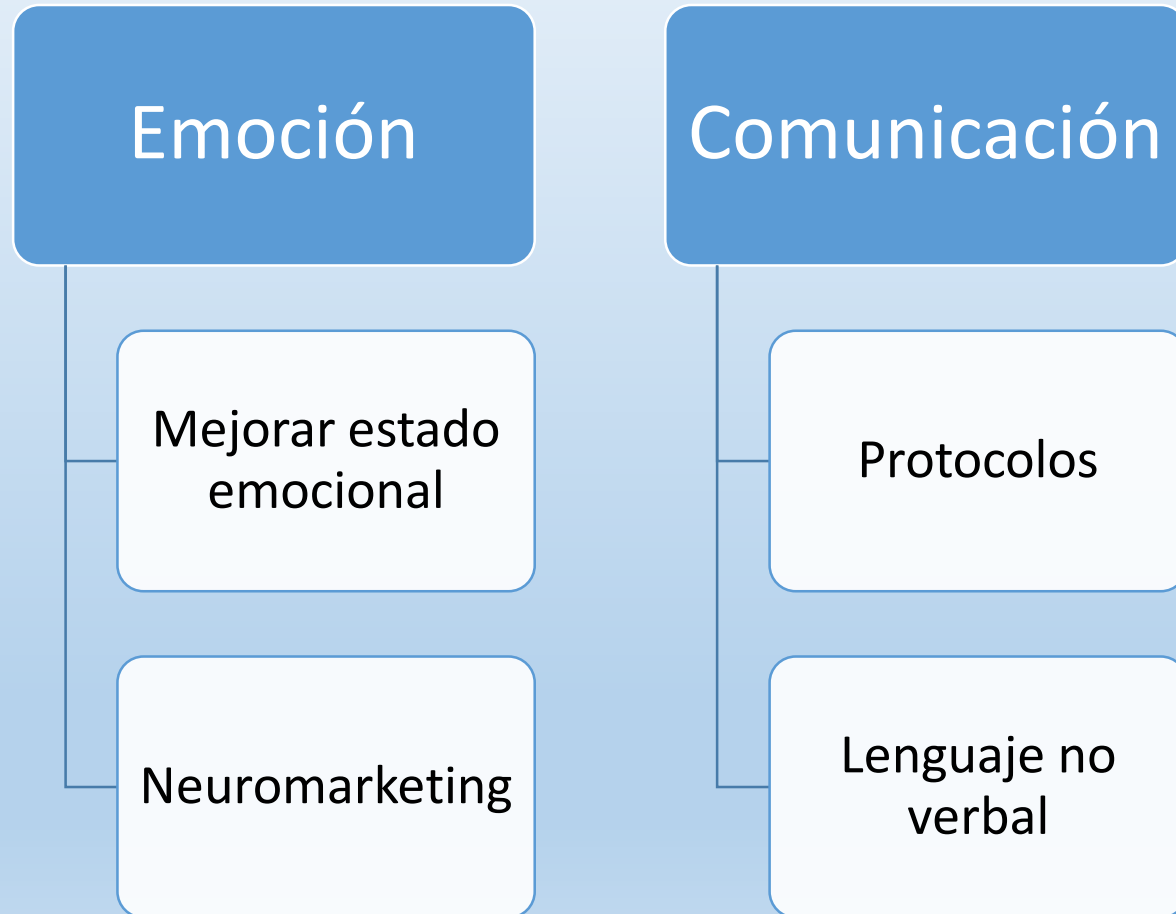 Emoción
Mejorar estado
emocional
Neuromarketing
Comunicación
Protocolos
Lenguaje no
verbal